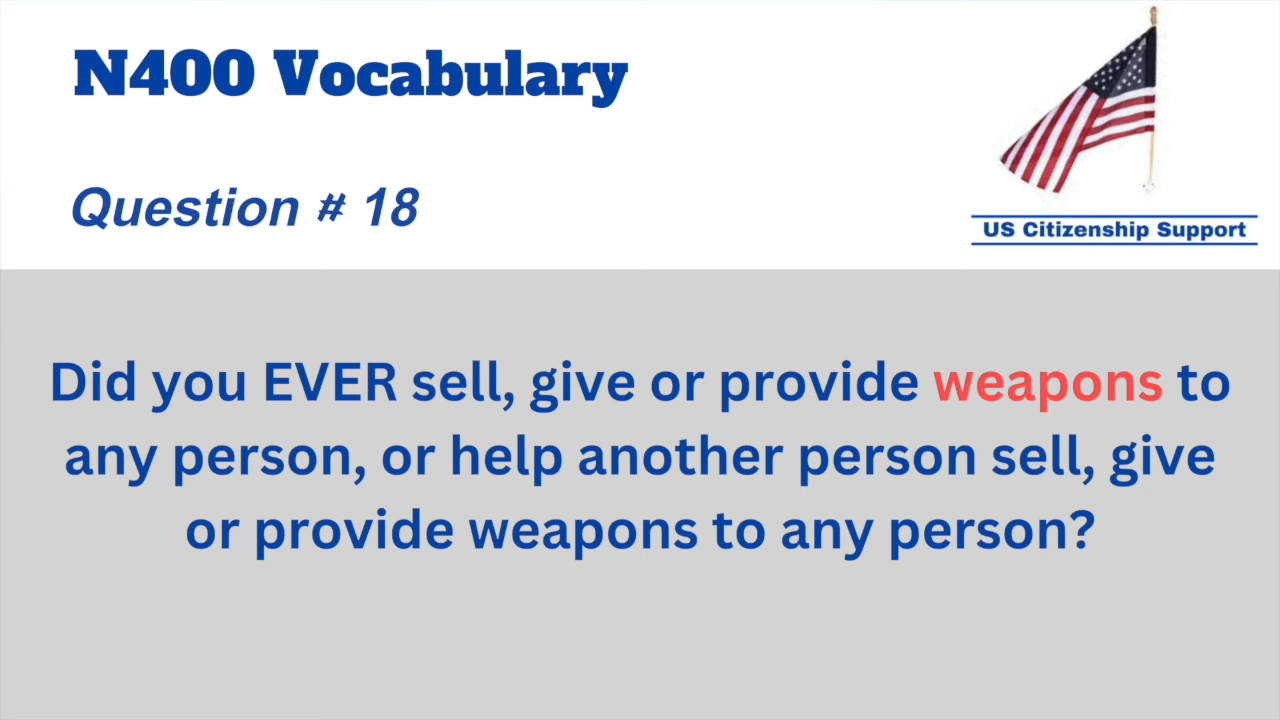 N400 Vocabulary
Question # 18
US Citizenship Support
Did you EVER sell, give or provide weapons to
any person, or help another person sell, give
or provide weapons to any person?